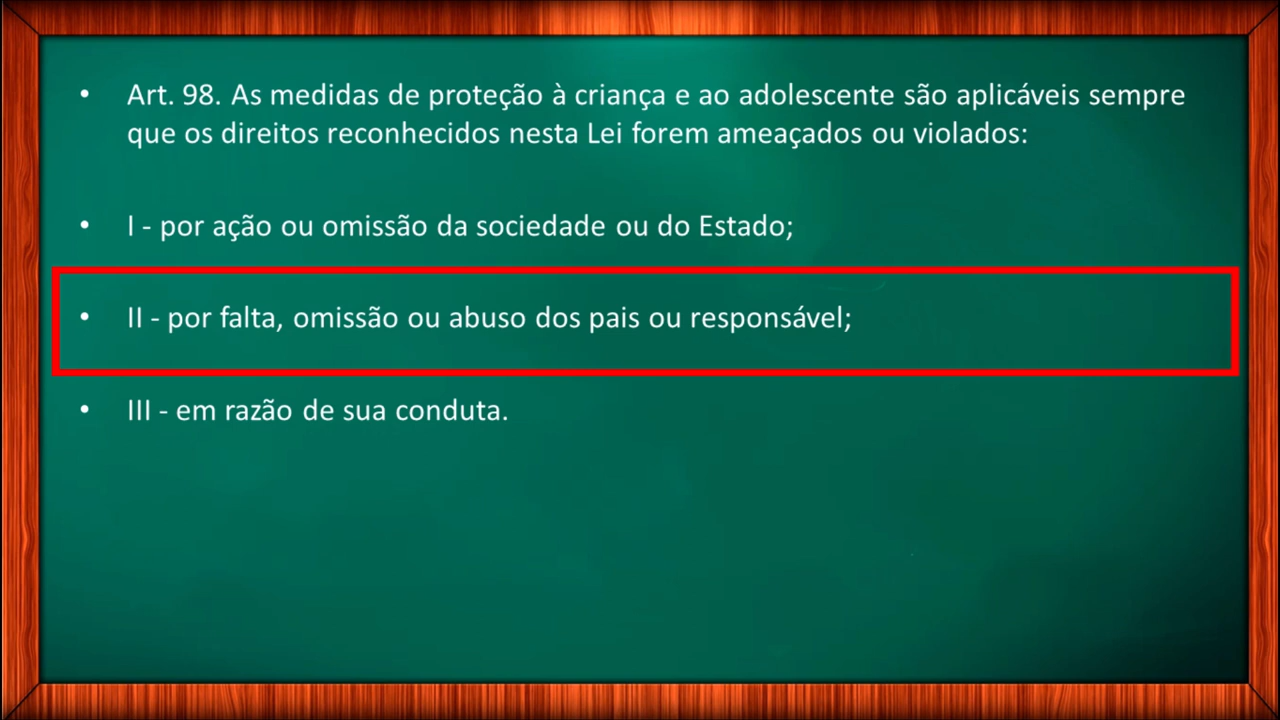 • Art. 98. As medidas de proteção à criança e ao adolescente são aplicáveis sempre
que os direitos reconhecidos nesta Lei forem ameaçados ou violados:
• I - por ação ou omissão da sociedade ou do Estado;
• II - por falta, omissão ou abuso dos pais ou responsável;
• III - em razão de sua conduta.